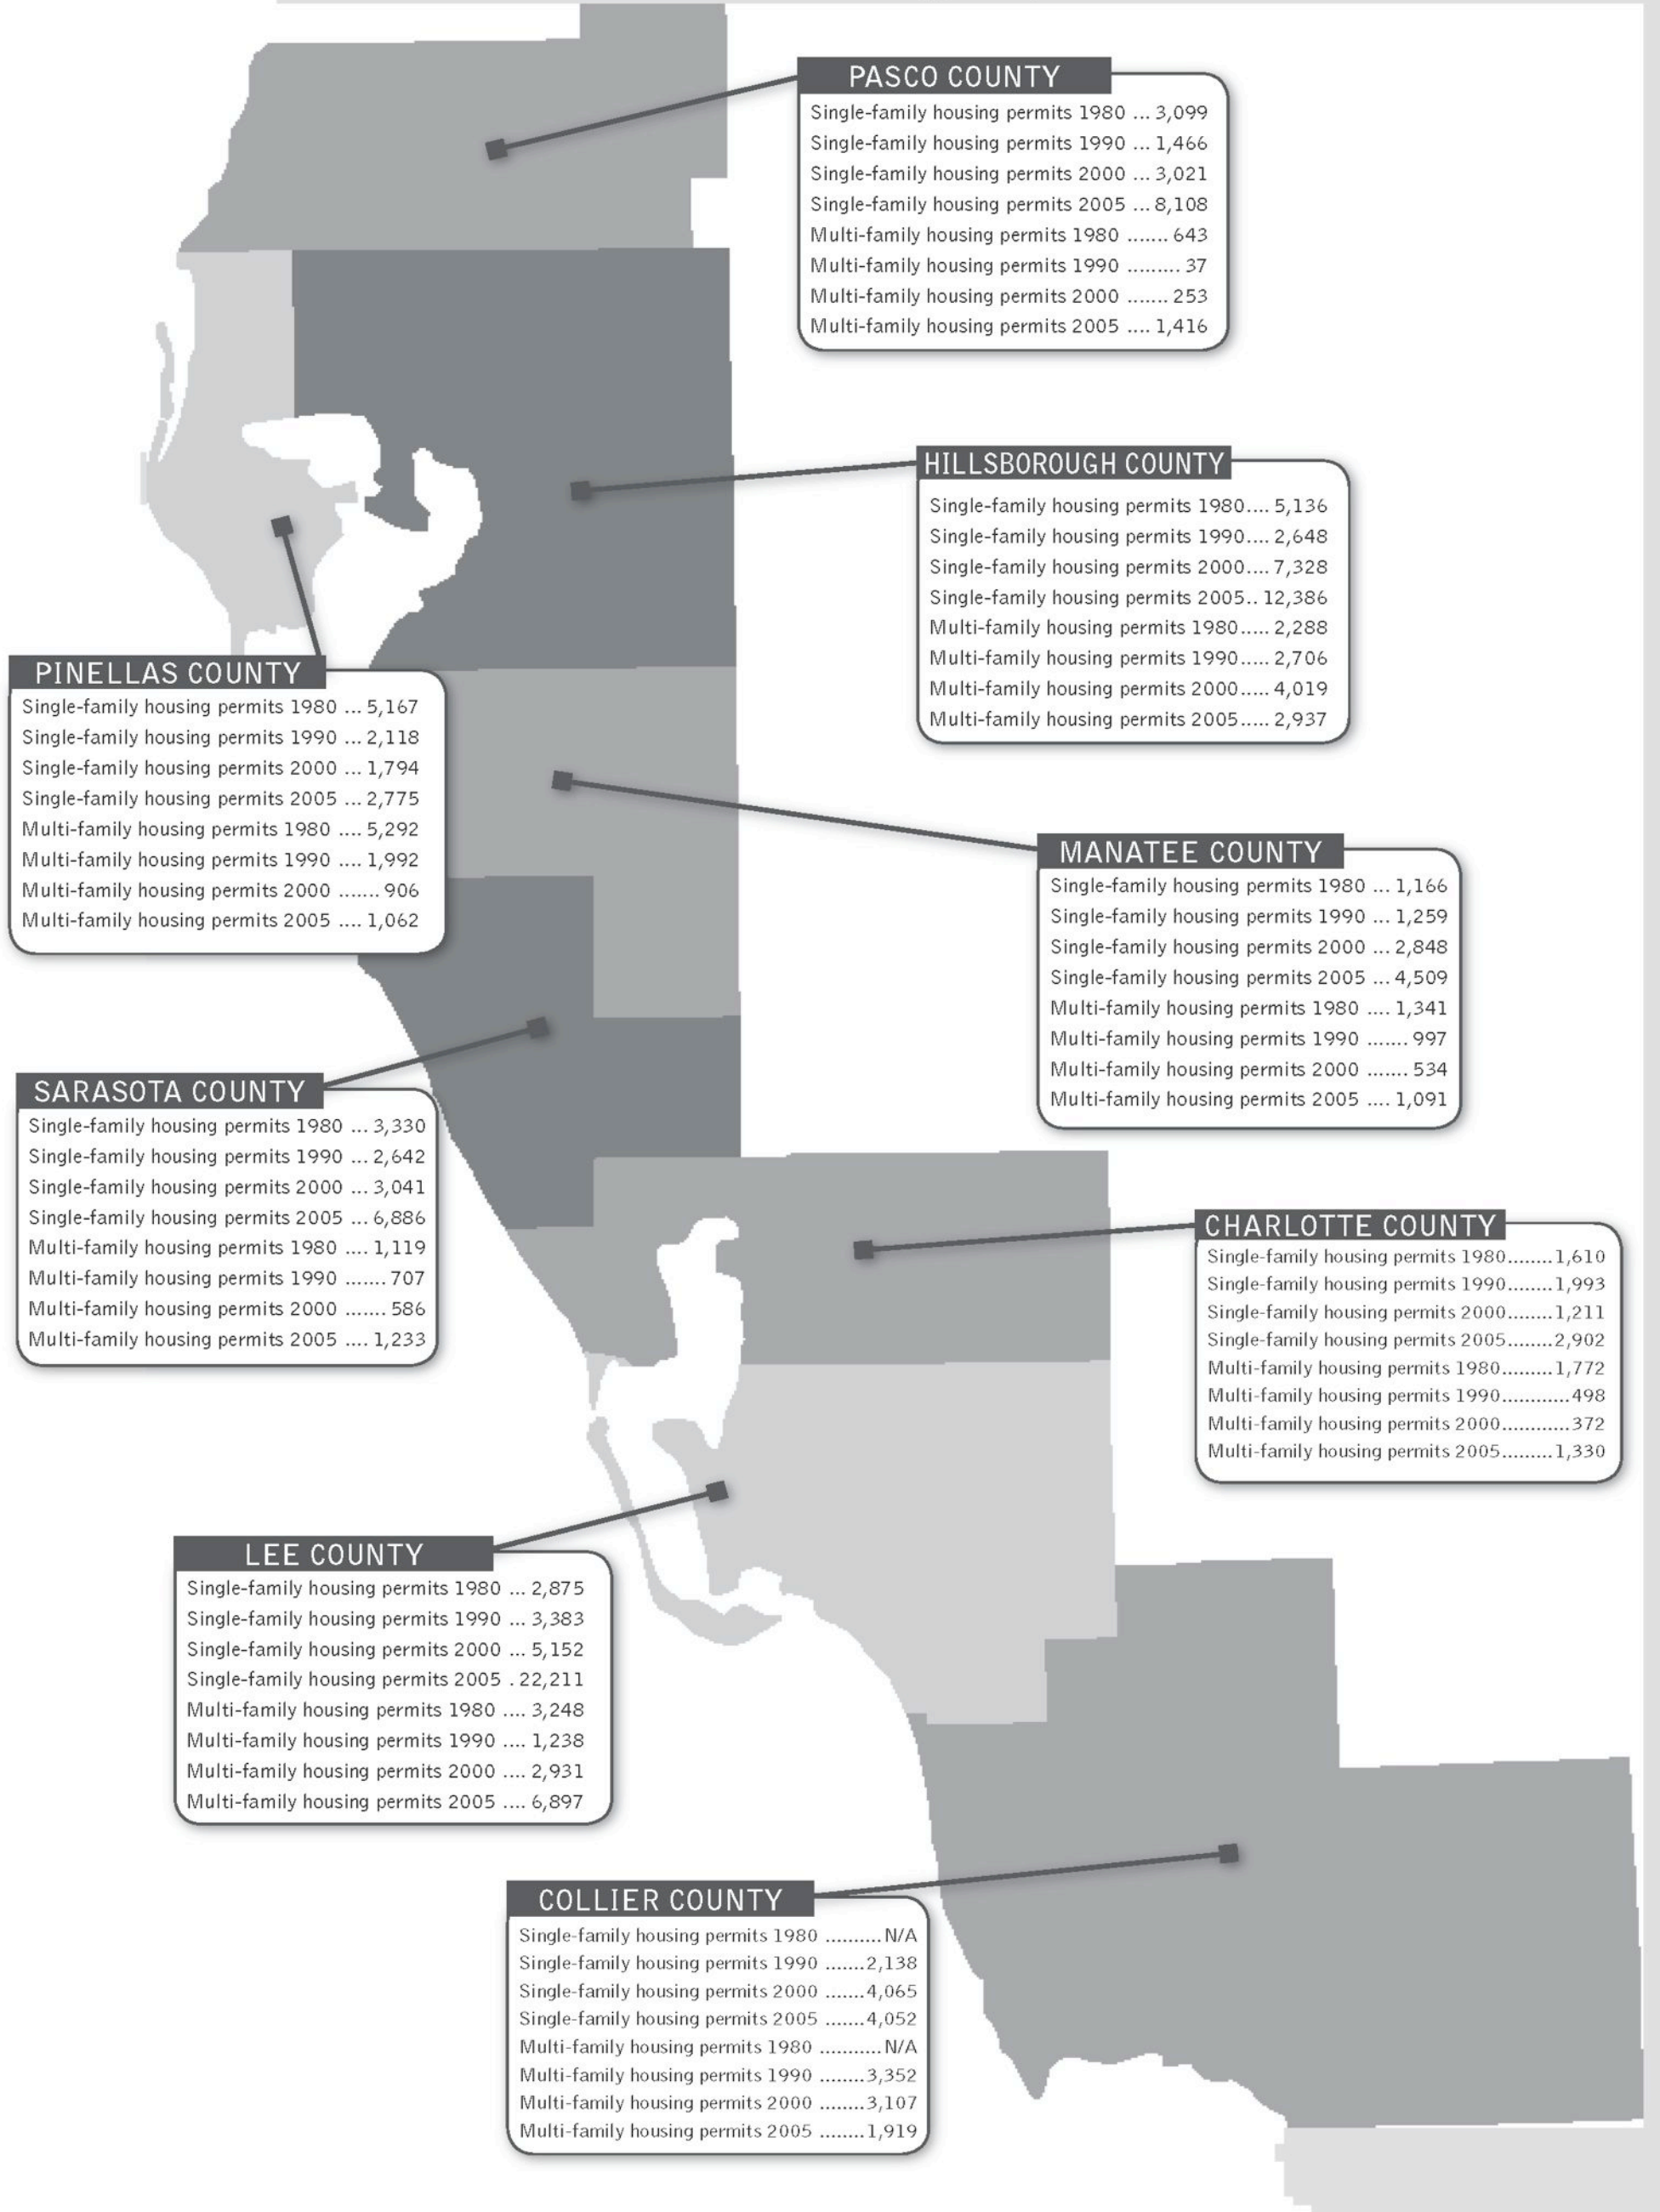 PASCO COUNTY
Single-family housing permits 1980 ... 3,099
Single-family housing permits 1990 ... 1,466
Single-family housing permits 2000 ... 3,021
Single-family housing permits 2005 ... 8,108
Multi-family housing permits 1980 ....... 643
Multi-family housing permits 1990 ......... 37
Multi-family housing permits 2000 ....... 253
Multi-family housing permits 2005 .... 1,416
HILLSBOROUGH COUNTY
Single-family housing permits 1980.... 5,136
Single-family housing permits 1990.... 2,648
Single-family housing permits 2000.... 7,328
Single-family housing permits 2005.. 12,386
Multi-family housing permits 1980..... 2,288
Multi-family housing permits 1990..... 2,706
Multi-family housing permits 2000..... 4,019
Multi-family housing permits 2005..... 2,937
PINELLAS COUNTY
Single-family housing permits 1980 ... 5,167
Single-family housing permits 1990 ... 2,118
Single-family housing permits 2000 ... 1,794
Single-family housing permits 2005 ... 2,775
Multi-family housing permits 1980 .... 5,292
Multi-family housing permits 1990 .... 1,992
Multi-family housing permits 2000 ....... 906
Multi-family housing permits 2005 .... 1,062
MANATEE COUNTY
Single-family housing permits 1980 ... 1,166
Single-family housing permits 1990 ... 1,259
Single-family housing permits 2000 ... 2,848
Single-family housing permits 2005 ... 4,509
Multi-family housing permits 1980 .... 1,341
Multi-family housing permits 1990 ....... 997
Multi-family housing permits 2000 ....... 534
Multi-family housing permits 2005 .... 1,091
SARASOTA COUNTY
Single-family housing permits 1980 ... 3,330
Single-family housing permits 1990 ... 2,642
Single-family housing permits 2000 ... 3,041
Single-family housing permits 2005 ... 6,886
Multi-family housing permits 1980 .... 1,119
Multi-family housing permits 1990 ....... 707
Multi-family housing permits 2000 ....... 586
Multi-family housing permits 2005 .... 1,233
CHARLOTTE COUNTY
Single-family housing permits 1980........1,610
Single-family housing permits 1990........1,993
Single-family housing permits 2000........1,211
Single-family housing permits 2005........2,902
Multi-family housing permits 1980.........1,772
Multi-family housing permits 1990............498
Multi-family housing permits 2000............372
Multi-family housing permits 2005.........1,330
LEE COUNTY
Single-family housing permits 1980 ... 2,875
Single-family housing permits 1990 ... 3,383
Single-family housing permits 2000 ... 5,152
Single-family housing permits 2005 . 22,211
Multi-family housing permits 1980 .... 3,248
Multi-family housing permits 1990 .... 1,238
Multi-family housing permits 2000 .... 2,931
Multi-family housing permits 2005 .... 6,897
COLLIER COUNTY
Single-family housing permits 1980 ..........N/A
Single-family housing permits 1990 .......2,138
Single-family housing permits 2000 .......4,065
Single-family housing permits 2005 .......4,052
Multi-family housing permits 1980 ...........N/A
Multi-family housing permits 1990 ........3,352
Multi-family housing permits 2000 ........3,107
Multi-family housing permits 2005 ........1,919